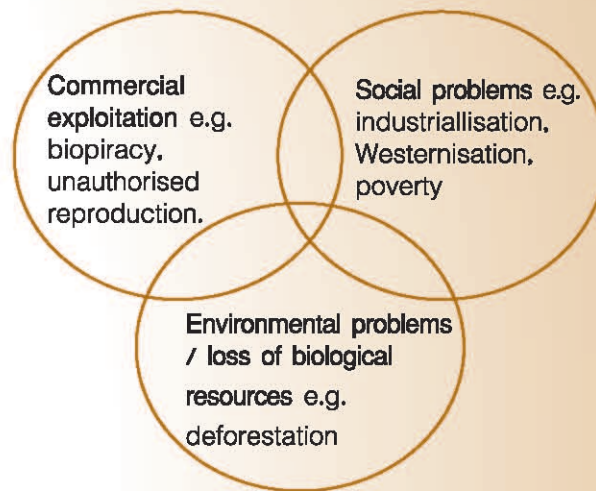 Commercial
exploitation e.g.
biopiracy,
unauthorised
reproduction.
Social problems e.g.
industriallisation,
Westernisation,
poverty
Environmental problems
/ loss of biological
resources e.g.
deforestation